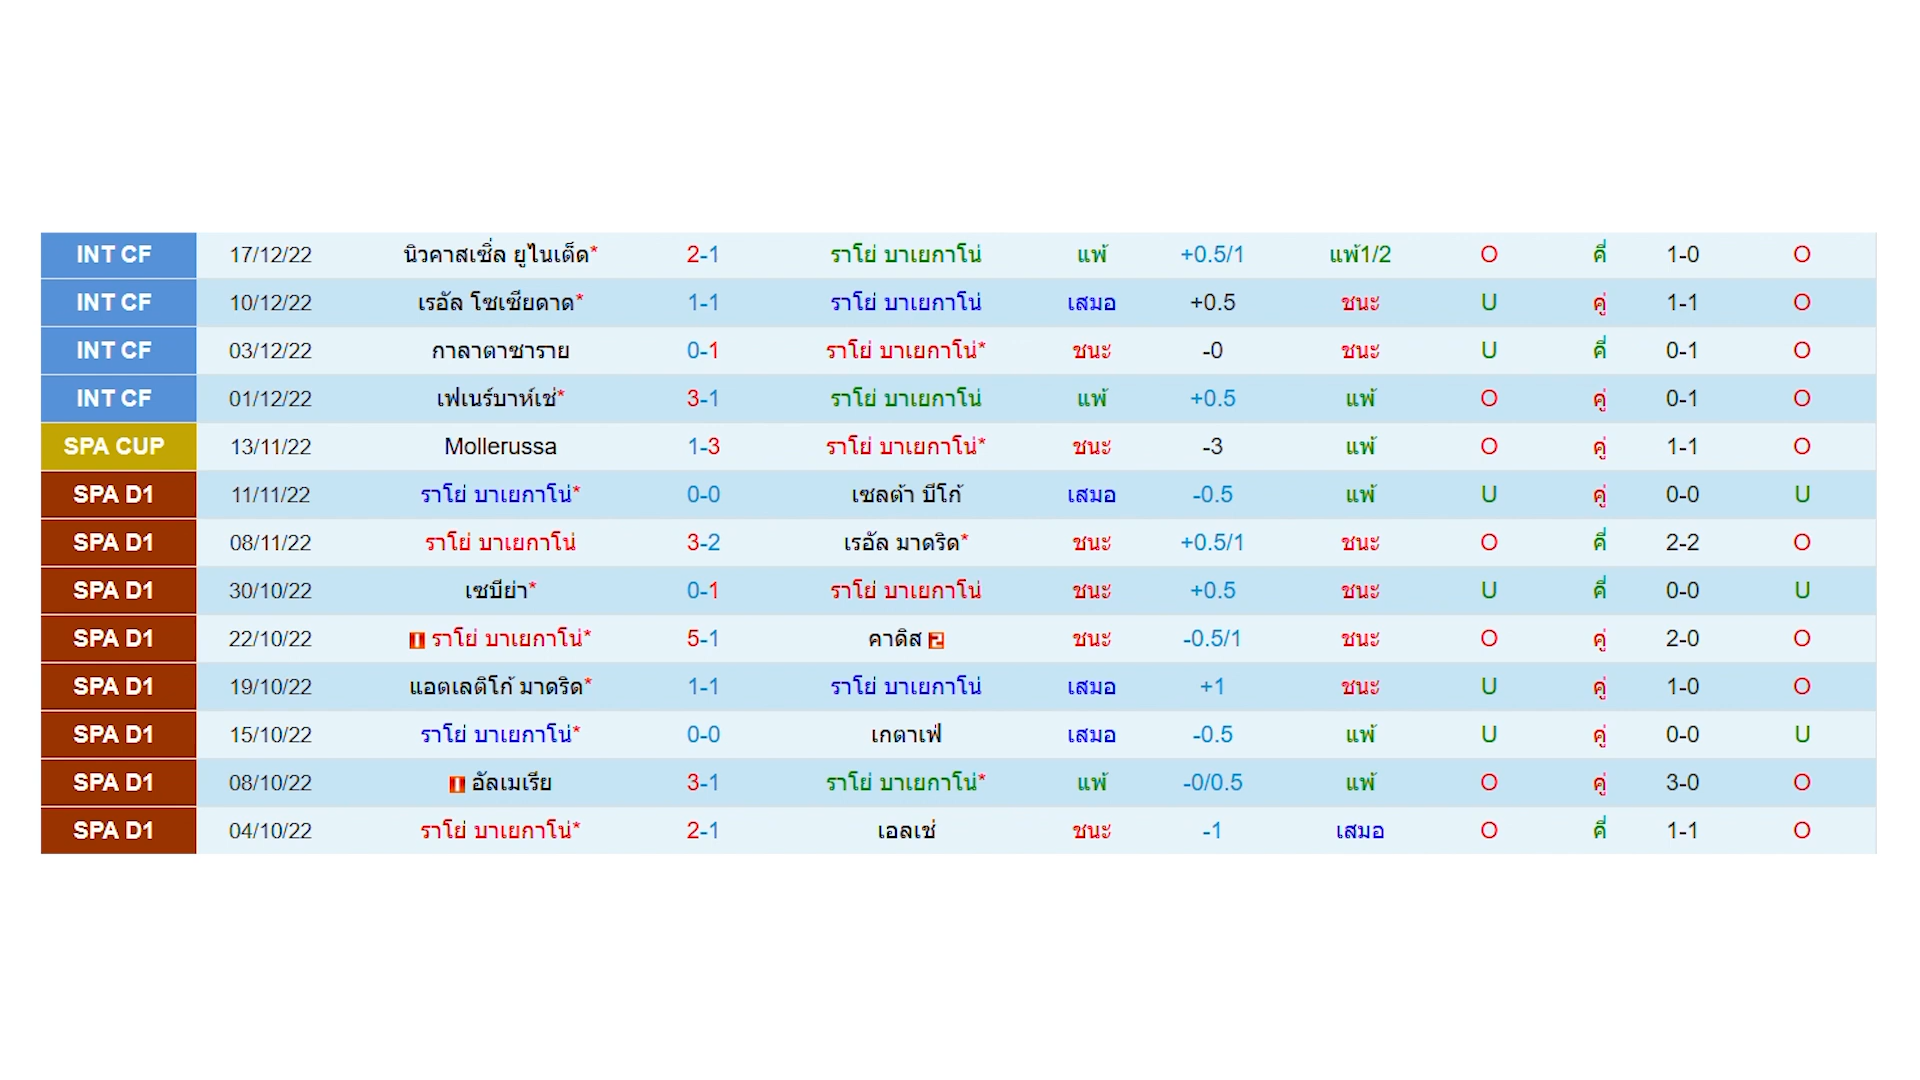 INT CF 17/12/22 นิวคาสเซิ่ล ยูไนเต็ด* 2-1 ราโย่ บาเยกาโน่ แพ้ +0.5/1 แพ้1/2 O คี่ 1-0 O
INT CF 10/12/22 เรอัล โซเซียดาด* 1-1 ราโย่ บาเยกาโน่ เสมอ +0.5 ชนะ U คู่ 1-1 O
INT CF 03/12/22 กาลาตาซาราย 0-1 ราโย่ บาเยกาโน่* ชนะ -0 ชนะ U คี่ 0-1 O
INT CF 01/12/22 เฟเนร์บาห์เช่* 3-1 ราโย่ บาเยกาโน่ แพ้ +0.5 แพ้ O คู่ 0-1 O
SPA CUP 13/11/22 Mollerussa 1-3 ราโย่ บาเยกาโน่* ชนะ -3 แพ้ O คู่ 1-1 O
SPA D1 11/11/22 ราโย่ บาเยกาโน่* 0-0 เซลต้า บีโก้ เสมอ -0.5 แพ้ U คู่ 0-0 U
SPA D1 08/11/22 ราโย่ บาเยกาโน่ 3-2 เรอัล มาดริด* ชนะ +0.5/1 ชนะ O คี่ 2-2 O
SPA D1 30/10/22 เซบีย่า* 0-1 ราโย่ บาเยกาโน่ ชนะ +0.5 ชนะ U คี่ 0-0 U
SPA D1 22/10/22 1 ราโย่ บาเยกาโน่* 5-1 คาดิส 2 ชนะ -0.5/1 ชนะ O คู่ 2-0 O
SPA D1 19/10/22 แอตเลติโก้ มาดริด* 1-1 ราโย่ บาเยกาโน่ เสมอ +1 ชนะ U คู่ 1-0 O
SPA D1 15/10/22 ราโย่ บาเยกาโน่* 0-0 เกตาเฟ่ เสมอ -0.5 แพ้ U คู่ 0-0 U
SPA D1 08/10/22 1 อัลเมเรีย 3-1 ราโย่ บาเยกาโน่* แพ้ -0/0.5 แพ้ O คู่ 3-0 O
SPA D1 04/10/22 ราโย่ บาเยกาโน่* 2-1 เอลเช่ ชนะ -1 เสมอ O คี่ 1-1 O